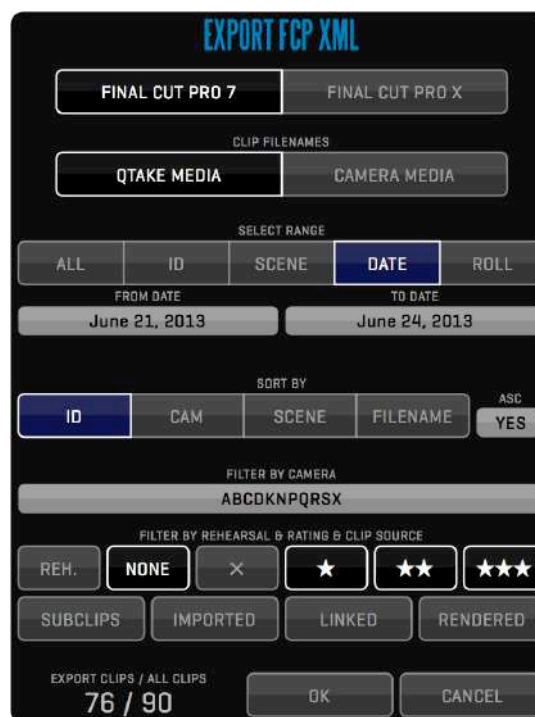 EXPORT FCP XML
FINAL CUT PRO 7 FINAL CUT PRO X
CLIP FILENAMES
QTAKE MEDIA CAMERA MEDIA
SELECT RANGE
ALL ID SCENE DATE ROLL
FROM DATE TO DATE
June 21, 2013 June 24, 2013
SORT BY
ASC
ID CAM SCENE FILENAME YES
FILTER BY CAMERA
ABCDKNPQRSX
FILTER BY REHEARSAL & RATING & CLIP SOURCE
REH. NONE × ★ ★★ ★★★
SUBCLIPS IMPORTED LINKED RENDERED
EXPORT CLIPS / ALL CLIPS
76 / 90 OK CANCEL